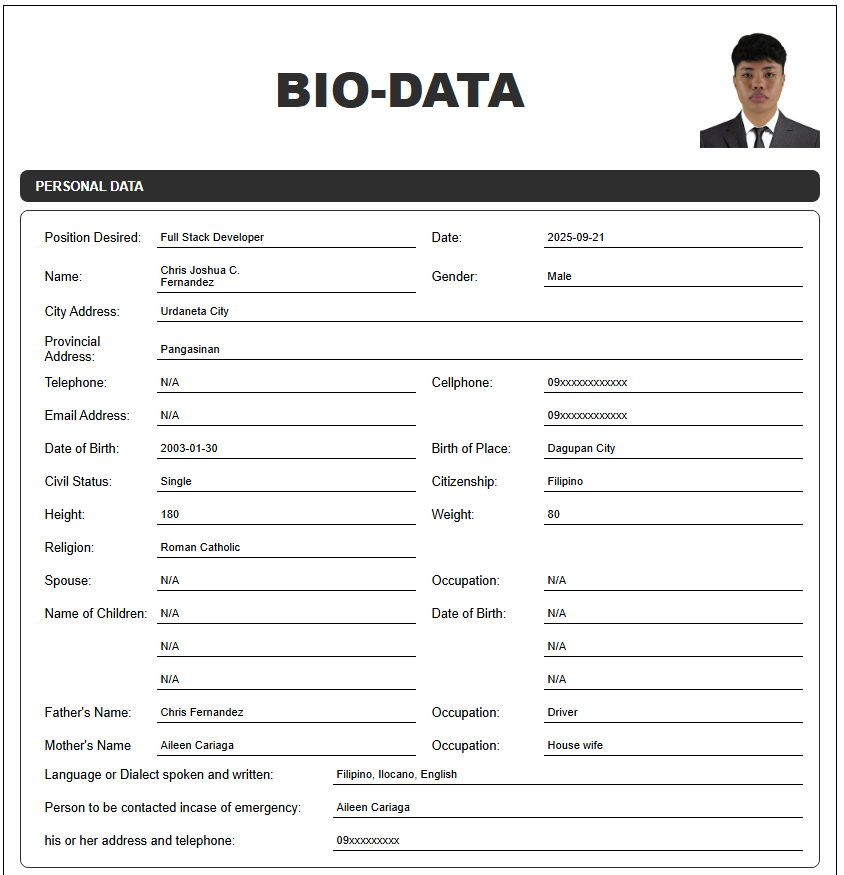 BIO-DATA
PERSONAL DATA
Position Desired: Full Stack Developer Date: 2025-09-21
Name: Chris Joshua C. Fernandez Gender: Male
City Address: Urdaneta City
Provincial Address: Pangasinan
Telephone: N/A Cellphone: 09xxxxxxxxxxxx
Email Address: N/A 09xxxxxxxxxxxx
Date of Birth: 2003-01-30 Birth of Place: Dagupan City
Civil Status: Single Citizenship: Filipino
Height: 180 Weight: 80
Religion: Roman Catholic
Spouse: N/A Occupation: N/A
Name of Children: N/A Date of Birth: N/A
N/A N/A
N/A N/A
Father's Name: Chris Fernandez Occupation: Driver
Mother's Name Aileen Cariaga Occupation: House wife
Language or Dialect spoken and written: Filipino, Ilocano, English
Person to be contacted incase of emergency: Aileen Cariaga
his or her address and telephone: 09xxxxxxxxx